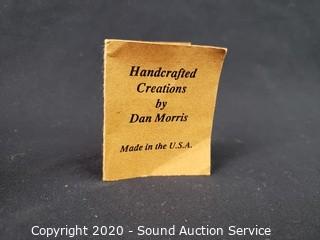 Handcrafted
Creations
by
Dan Morris
Made in the U.S.A.
Copyright 2020 - Sound Auction Service